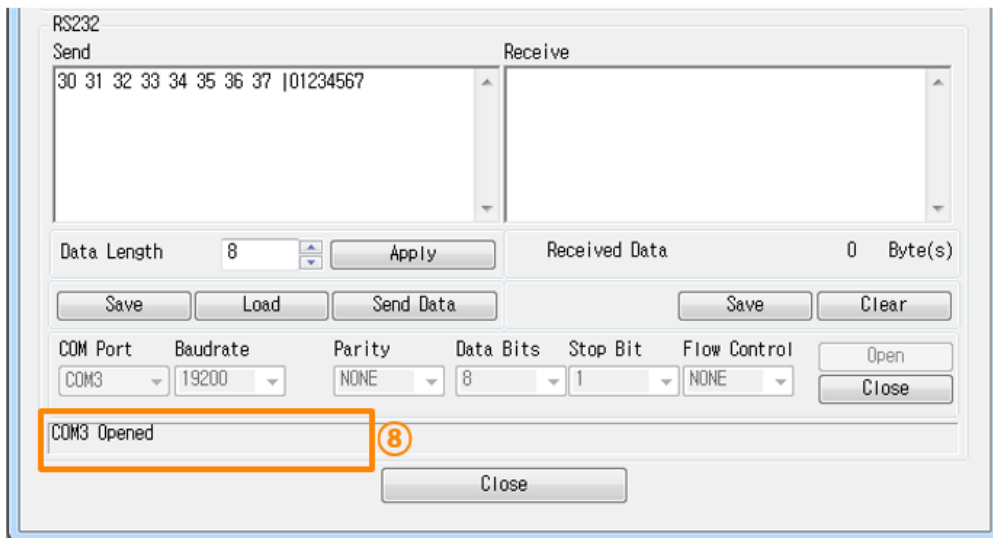 RS232
Send Receive
30 31 32 33 34 35 36 37 |01234567
Data Length 8 Apply Received Data 0 Byte(s)
Save Load Send Data Save Clear
COM Port Baudrate Parity Data Bits Stop Bit Flow Control Open
COM3 19200 NONE 8 1 NONE Close
COM3 Opened ⑧
Close